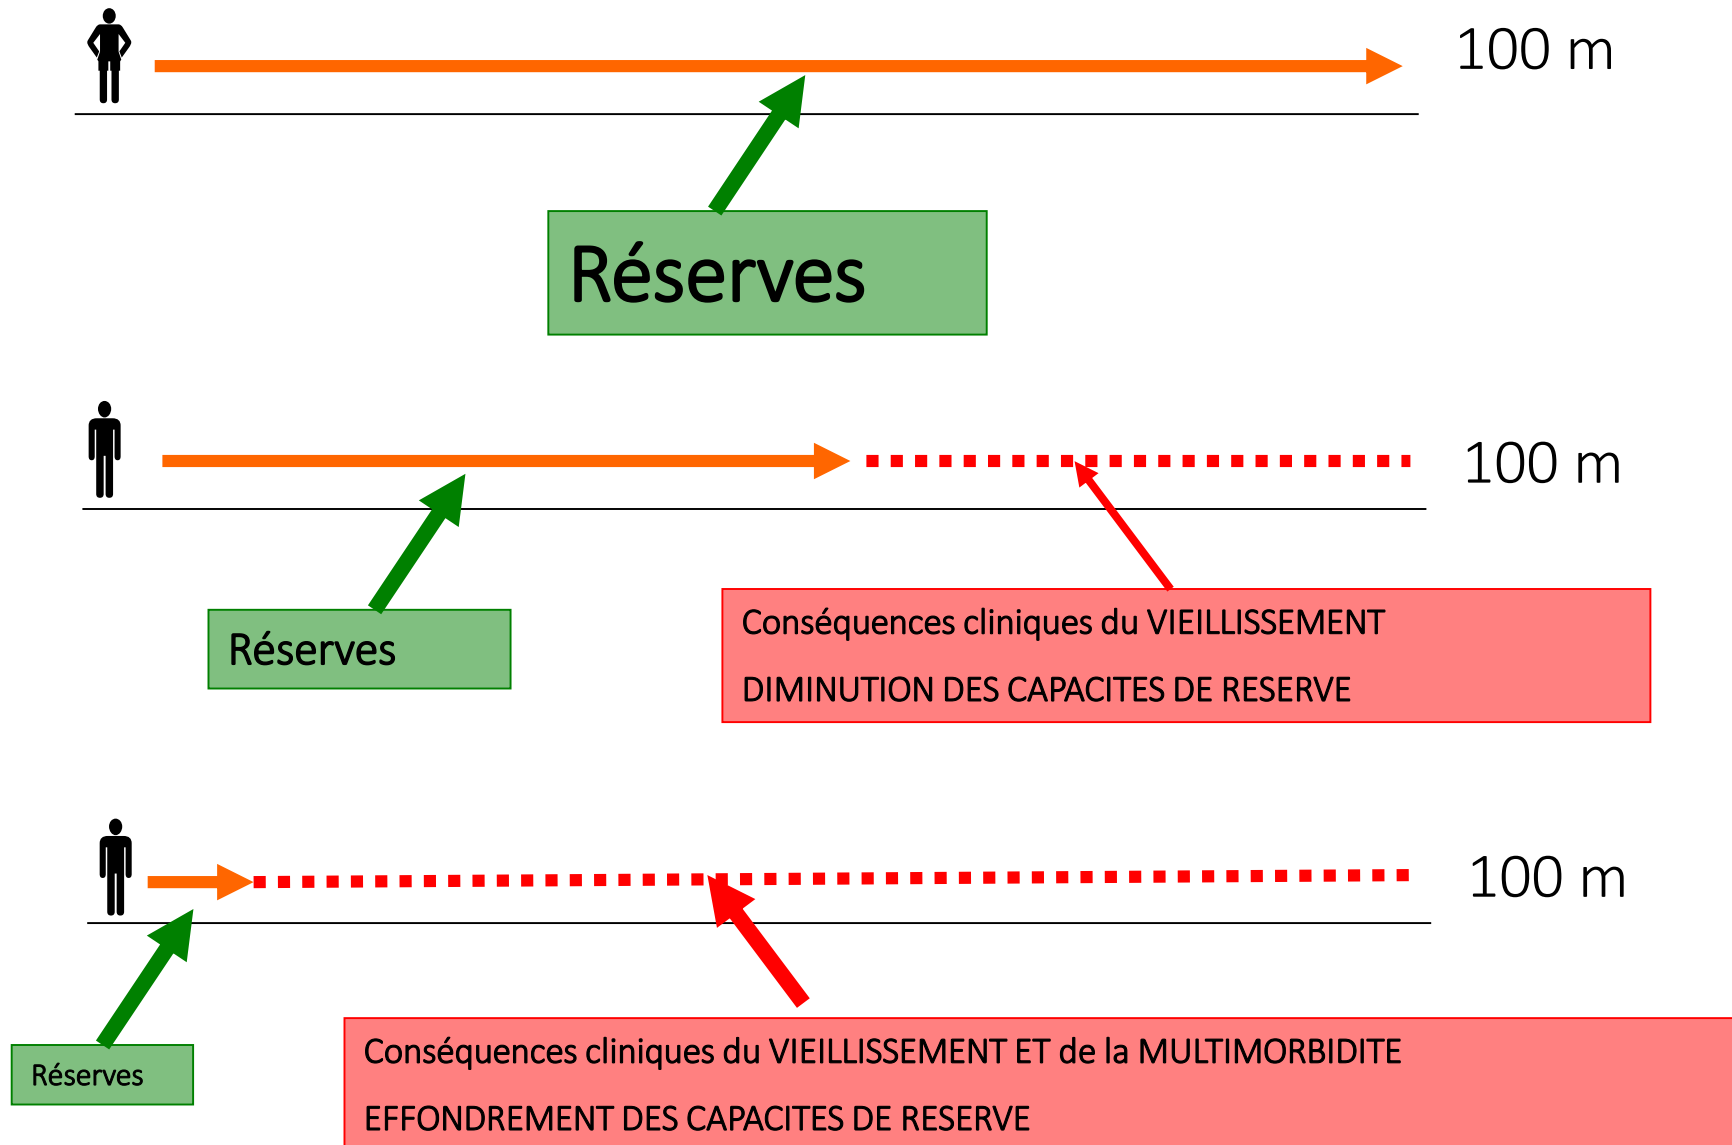 100 m
Réserves
100 m
Réserves
Conséquences cliniques du VIEILLISSEMENT
DIMINUTION DES CAPACITES DE RESERVE
100 m
Réserves
Conséquences cliniques du VIEILLISSEMENT ET de la MULTIMORBIDITE
EFFONDREMENT DES CAPACITES DE RESERVE